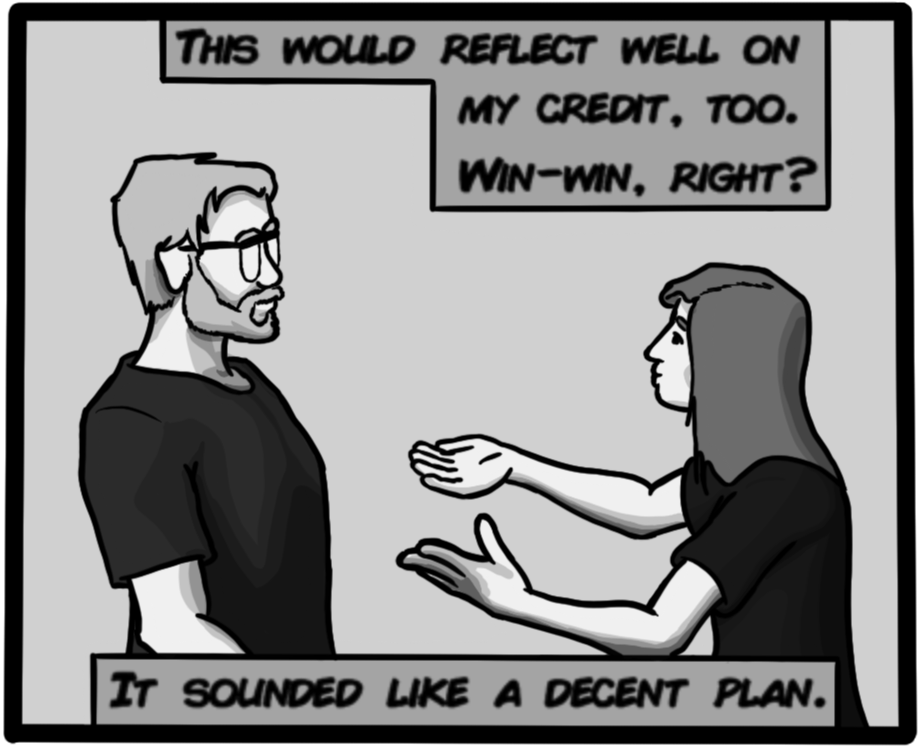 This would reflect well on
my credit, too.
Win-win, right?
It sounded like a decent plan.